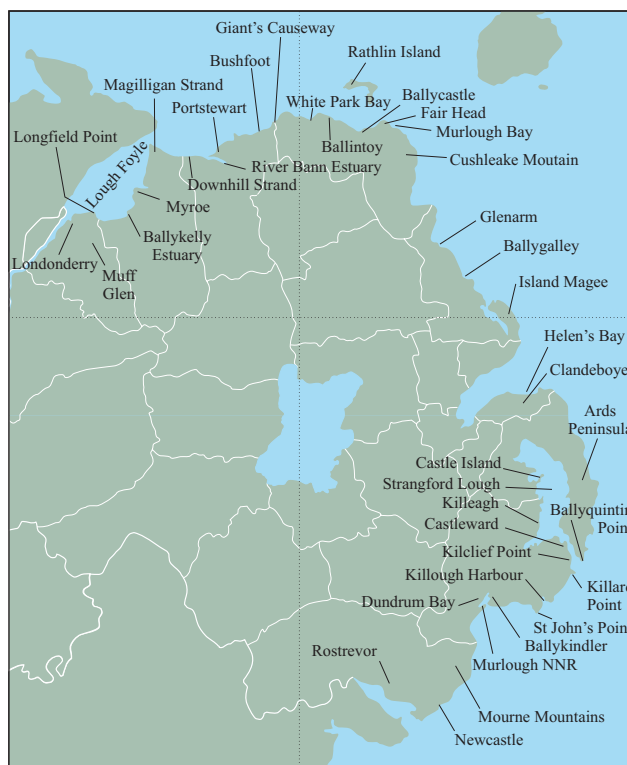 Giant's Causeway
Rathlin Island
Bushfoot
Magilligan Strand
Ballycastle
Portstewart
White Park Bay
Fair Head
Longfield Point
Murlough Bay
Ballintoy
Lough Foyle
River Bann Estuary
Cushleake Moutain
Downhill Strand
Myroe
Glenarm
Ballykelly
Estuary
Ballygalley
Londonderry
Muff
Glen
Island Magee
Helen's Bay
Clandeboye
Ards
Peninsula
Castle Island
Strangford Lough
Killeagh
Ballyquintin
Point
Castleward
Kilclief Point
Killough Harbour
Killard
Point
Dundrum Bay
St John's Point
Ballykindler
Rostrevor
Murlough NNR
Mourne Mountains
Newcastle